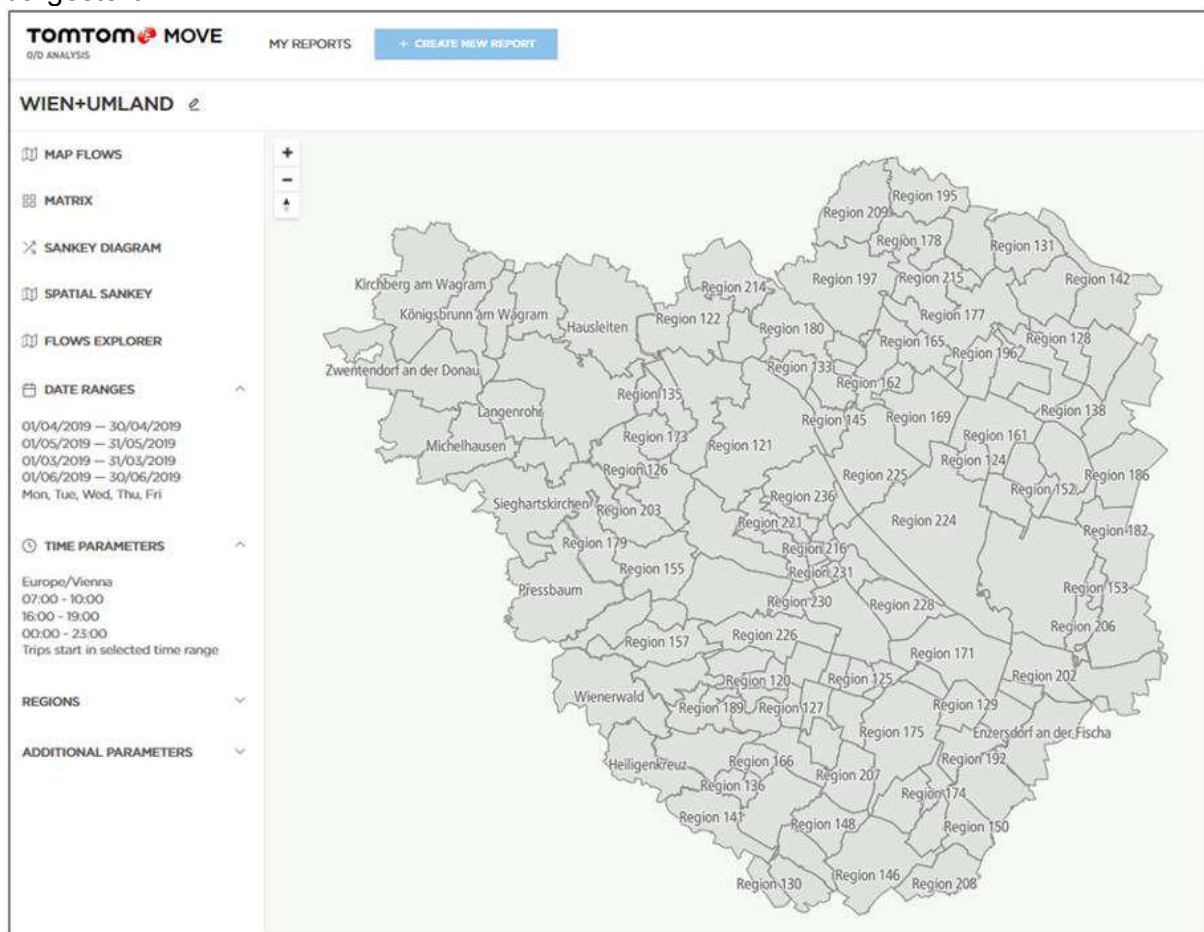 TOMTOM MOVE
O/D ANALYSIS
MY REPORTS
+ CREATE NEW REPORT
WIEN+UMLAND
MAP FLOWS
MATRIX
SANKEY DIAGRAM
SPATIAL SANKEY
FLOWS EXPLORER
DATE RANGES
01/04/2019 — 30/04/2019
01/05/2019 — 31/05/2019
01/03/2019 — 31/03/2019
01/06/2019 — 30/06/2019
Mon, Tue, Wed, Thu, Fri
TIME PARAMETERS
Europe/Vienna
07:00 - 10:00
16:00 - 19:00
00:00 - 23:00
Trips start in selected time range
REGIONS
ADDITIONAL PARAMETERS
+
−
Region 195
Region 209
Region 178
Region 131
Kirchberg am Wagram
Region 214
Region 197
Region 215
Region 142
Königsbrunn am Wagram
Hausleiten
Region 122
Region 180
Region 177
Region 165
Region 196
Region 128
Zwentendorf an der Donau
Region 133
Region 162
Region 135
Langenrohr
Region 145
Region 169
Region 138
Michelhausen
Region 173
Region 121
Region 161
Region 126
Region 124
Region 225
Region 152
Region 186
Sieghartskirchen
Region 203
Region 236
Region 221
Region 224
Region 182
Region 179
Region 216
Region 155
Region 231
Pressbaum
Region 153
Region 230
Region 228
Region 157
Region 226
Region 206
Region 171
Region 120
Region 125
Region 202
Wienerwald
Region 189
Region 127
Region 129
Region 175
Enzersdorf an der Fischa
Heiligenkreuz
Region 166
Region 192
Region 136
Region 207
Region 174
Region 141
Region 148
Region 150
Region 130
Region 146
Region 208